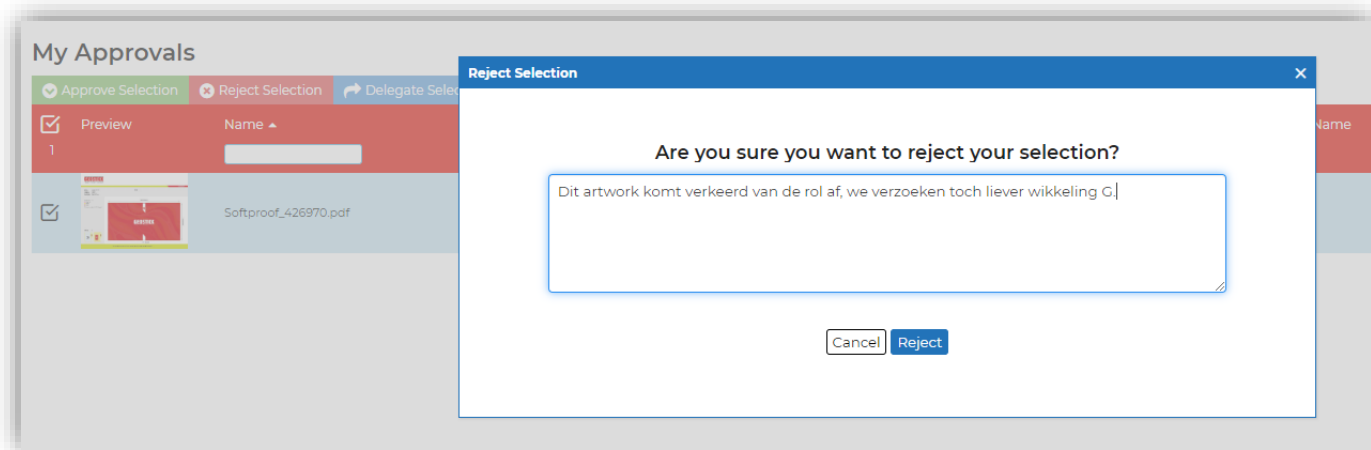 My Approvals
Approve Selection Reject Selection Delegate Selec
Preview Name Name
1
Softproof_426970.pdf
Reject Selection
Are you sure you want to reject your selection?
Dit artwork komt verkeerd van de rol af, we verzoeken toch liever wikkeling G.
Cancel Reject